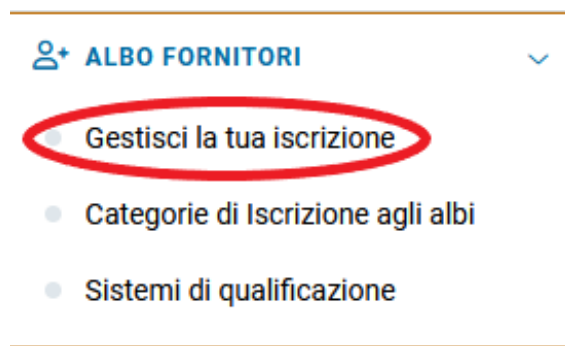 ALBO FORNITORI
Gestisci la tua iscrizione
Categorie di Iscrizione agli albi
Sistemi di qualificazione